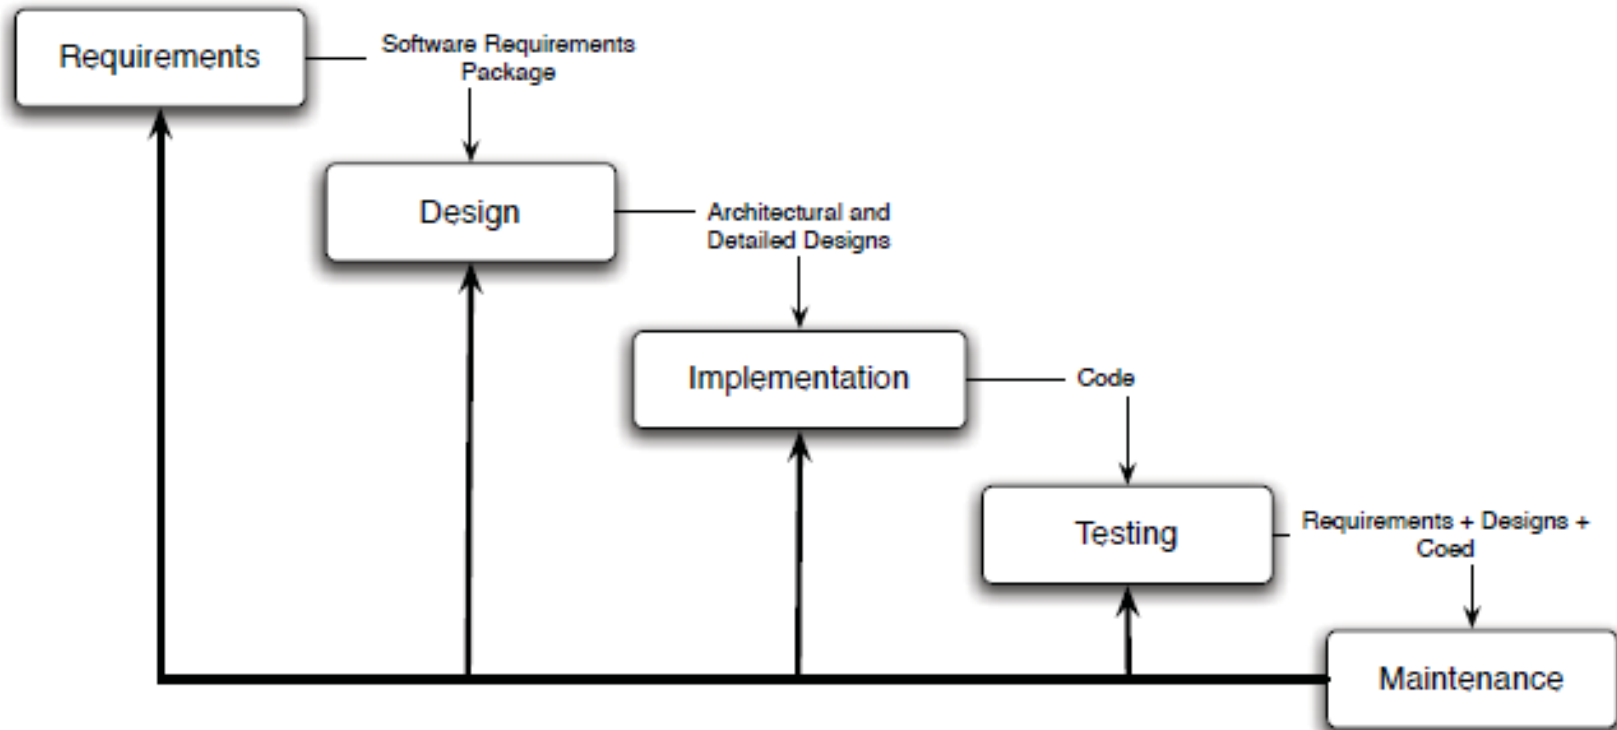 Requirements
Software Requirements
Package
Design
Architectural and
Detailed Designs
Implementation
Code
Testing
Requirements + Designs +
Coed
Maintenance